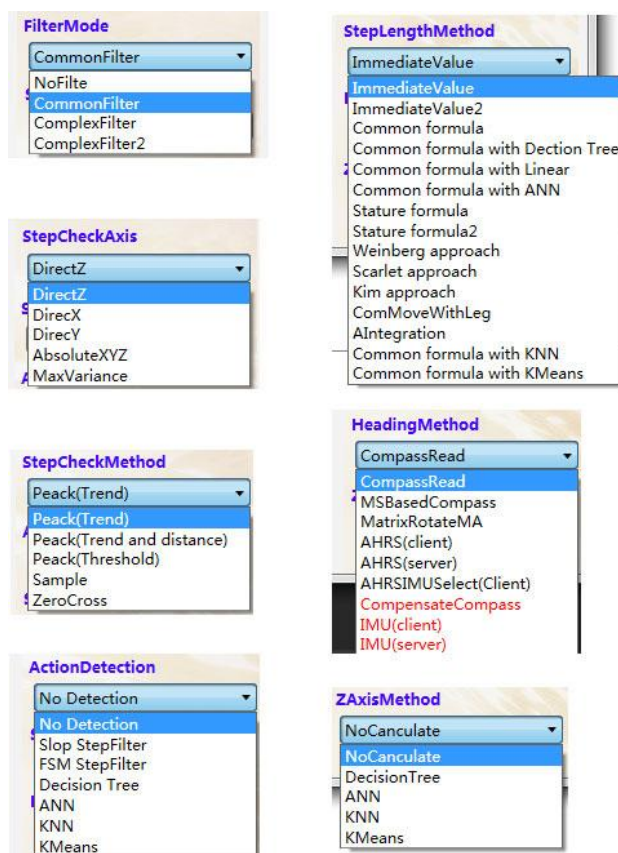 FilterMode
CommonFilter
NoFilte
CommonFilter
ComplexFilter
ComplexFilter2
StepCheckAxis
DirectZ
DirectZ
DirecX
DirecY
AbsoluteXYZ
MaxVariance
StepCheckMethod
Peack(Trend)
Peack(Trend)
Peack(Trend and distance)
Peack(Threshold)
Sample
ZeroCross
ActionDetection
No Detection
No Detection
Slop StepFilter
FSM StepFilter
Decision Tree
ANN
KNN
KMeans
StepLengthMethod
ImmediateValue
ImmediateValue
ImmediateValue2
Common formula
Common formula with Dection Tree
Common formula with Linear
Common formula with ANN
Stature formula
Stature formula2
Weinberg approach
Scarlet approach
Kim approach
ComMoveWithLeg
AIntegration
Common formula with KNN
Common formula with KMeans
HeadingMethod
CompassRead
CompassRead
MSBasedCompass
MatrixRotateMA
AHRS(client)
AHRS(server)
AHRSIMUSelect(Client)
CompensateCompass
IMU(client)
IMU(server)
ZAxisMethod
NoCanculate
NoCanculate
DecisionTree
ANN
KNN
KMeans